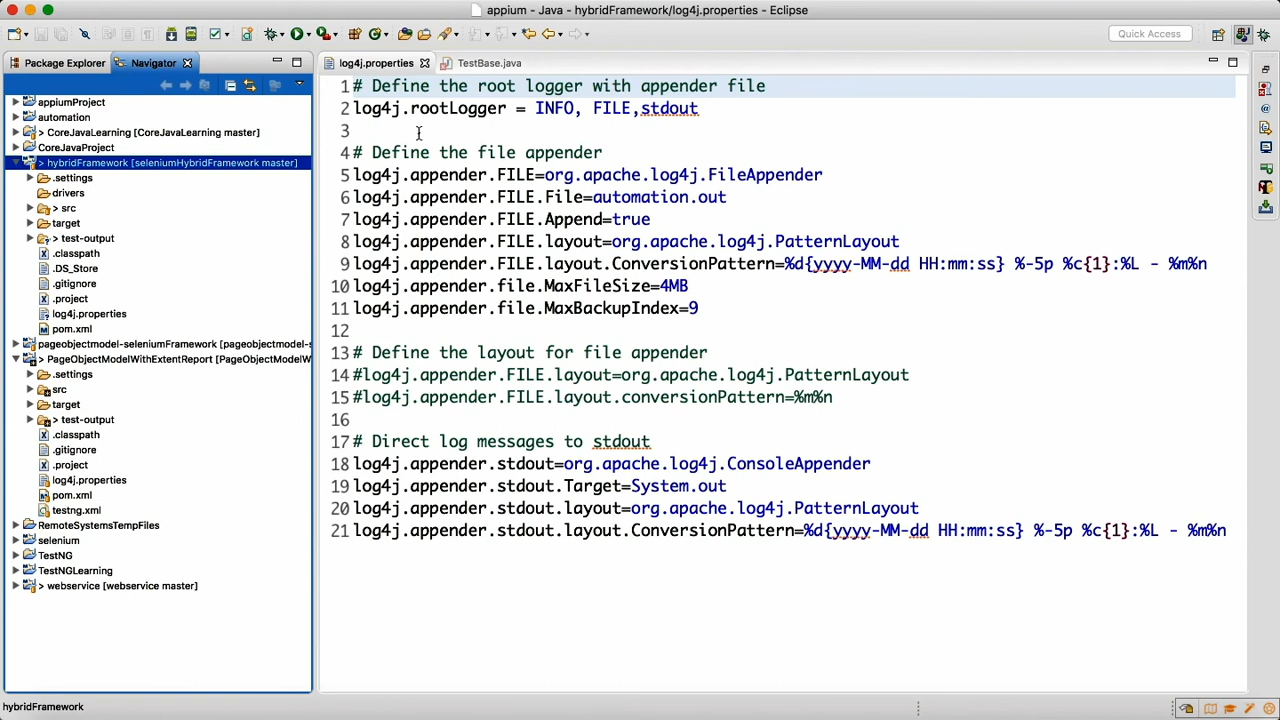 appium - Java - hybridFramework/log4j.properties - Eclipse
Quick Access
Package Explorer
Navigator
appiumProject
automation
> CoreJavaLearning [CoreJavaLearning master]
CoreJavaProject
> hybridFramework [seleniumHybridFramework master]
.settings
drivers
> src
target
> test-output
.classpath
.DS_Store
.gitignore
.project
log4j.properties
pom.xml
pageobjectmodel-seleniumFramework [pageobjectmodel-s
> PageObjectModelWithExtentReport [PageObjectModelW
.settings
src
target
> test-output
.classpath
.gitignore
.project
log4j.properties
pom.xml
testng.xml
RemoteSystemsTempFiles
selenium
TestNG
TestNGLearning
> webservice [webservice master]
log4j.properties
TestBase.java
1 # Define the root logger with appender file
2 log4j.rootLogger = INFO, FILE,stdout
3
4 # Define the file appender
5 log4j.appender.FILE=org.apache.log4j.FileAppender
6 log4j.appender.FILE.File=automation.out
7 log4j.appender.FILE.Append=true
8 log4j.appender.FILE.layout=org.apache.log4j.PatternLayout
9 log4j.appender.FILE.layout.ConversionPattern=%d{yyyy-MM-dd HH:mm:ss} %-5p %c{1}:%L - %m%n
10 log4j.appender.file.MaxFileSize=4MB
11 log4j.appender.file.MaxBackupIndex=9
12
13 # Define the layout for file appender
14 #log4j.appender.FILE.layout=org.apache.log4j.PatternLayout
15 #log4j.appender.FILE.layout.conversionPattern=%m%n
16
17 # Direct log messages to stdout
18 log4j.appender.stdout=org.apache.log4j.ConsoleAppender
19 log4j.appender.stdout.Target=System.out
20 log4j.appender.stdout.layout=org.apache.log4j.PatternLayout
21 log4j.appender.stdout.layout.ConversionPattern=%d{yyyy-MM-dd HH:mm:ss} %-5p %c{1}:%L - %m%n
hybridFramework